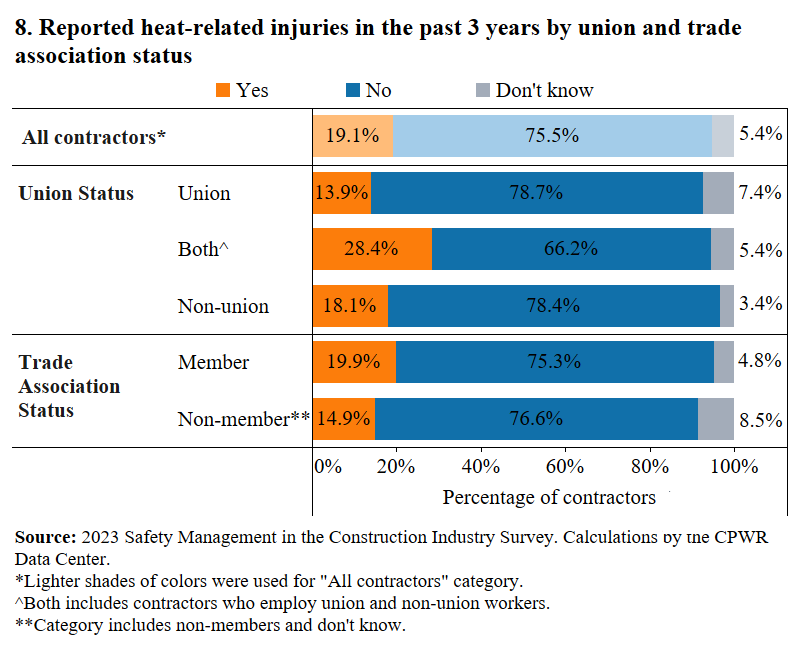 8. Reported heat-related injuries in the past 3 years by union and trade
association status
Yes No Don't know
All contractors* 19.1% 75.5% 5.4%
Union Status Union 13.9% 78.7% 7.4%
Both^ 28.4% 66.2% 5.4%
Non-union 18.1% 78.4% 3.4%
Trade
Association
Status
Member 19.9% 75.3% 4.8%
Non-member** 14.9% 76.6% 8.5%
0% 20% 40% 60% 80% 100%
Percentage of contractors
Source: 2023 Safety Management in the Construction Industry Survey. Calculations by the CPWR
Data Center.
*Lighter shades of colors were used for "All contractors" category.
^Both includes contractors who employ union and non-union workers.
**Category includes non-members and don't know.